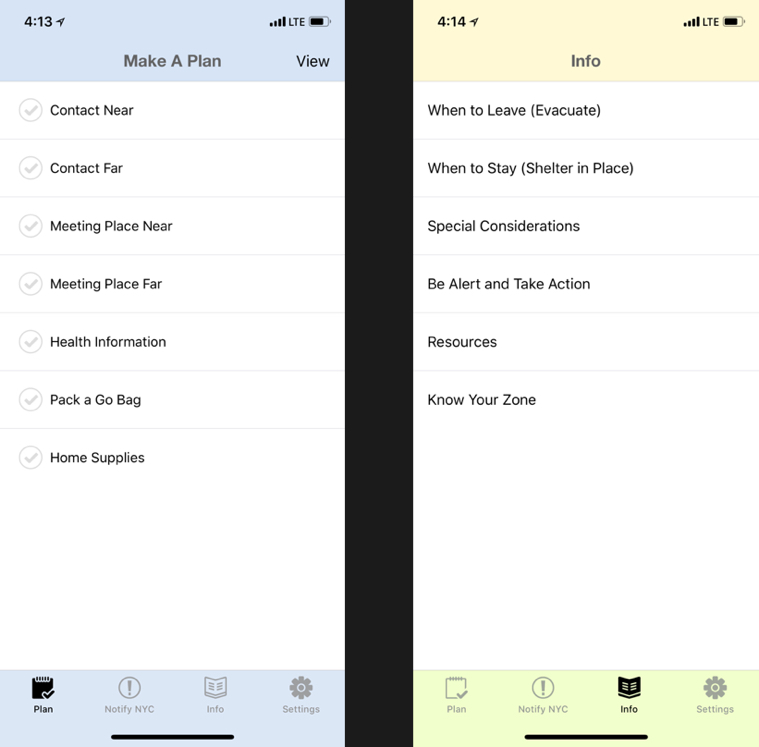 4:13
LTE
Make A Plan
View
Contact Near
Contact Far
Meeting Place Near
Meeting Place Far
Health Information
Pack a Go Bag
Home Supplies
Plan
Notify NYC
Info
Settings
4:14
LTE
Info
When to Leave (Evacuate)
When to Stay (Shelter in Place)
Special Considerations
Be Alert and Take Action
Resources
Know Your Zone
Plan
Notify NYC
Info
Settings